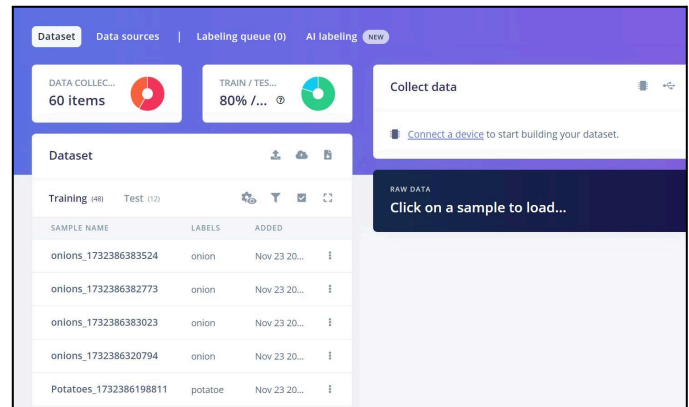 Dataset Data sources | Labeling queue (0) AI labeling NEW
DATA COLLEC...
60 items
TRAIN / TES...
80% /... ?
Collect data
Connect a device to start building your dataset.
Dataset
RAW DATA
Click on a sample to load...
Training (48) Test (12)
SAMPLE NAME LABELS ADDED
onions_1732386383524 onion Nov 23 20...
onions_1732386382773 onion Nov 23 20...
onions_1732386383023 onion Nov 23 20...
onions_1732386320794 onion Nov 23 20...
Potatoes_1732386198811 potatoe Nov 23 20...